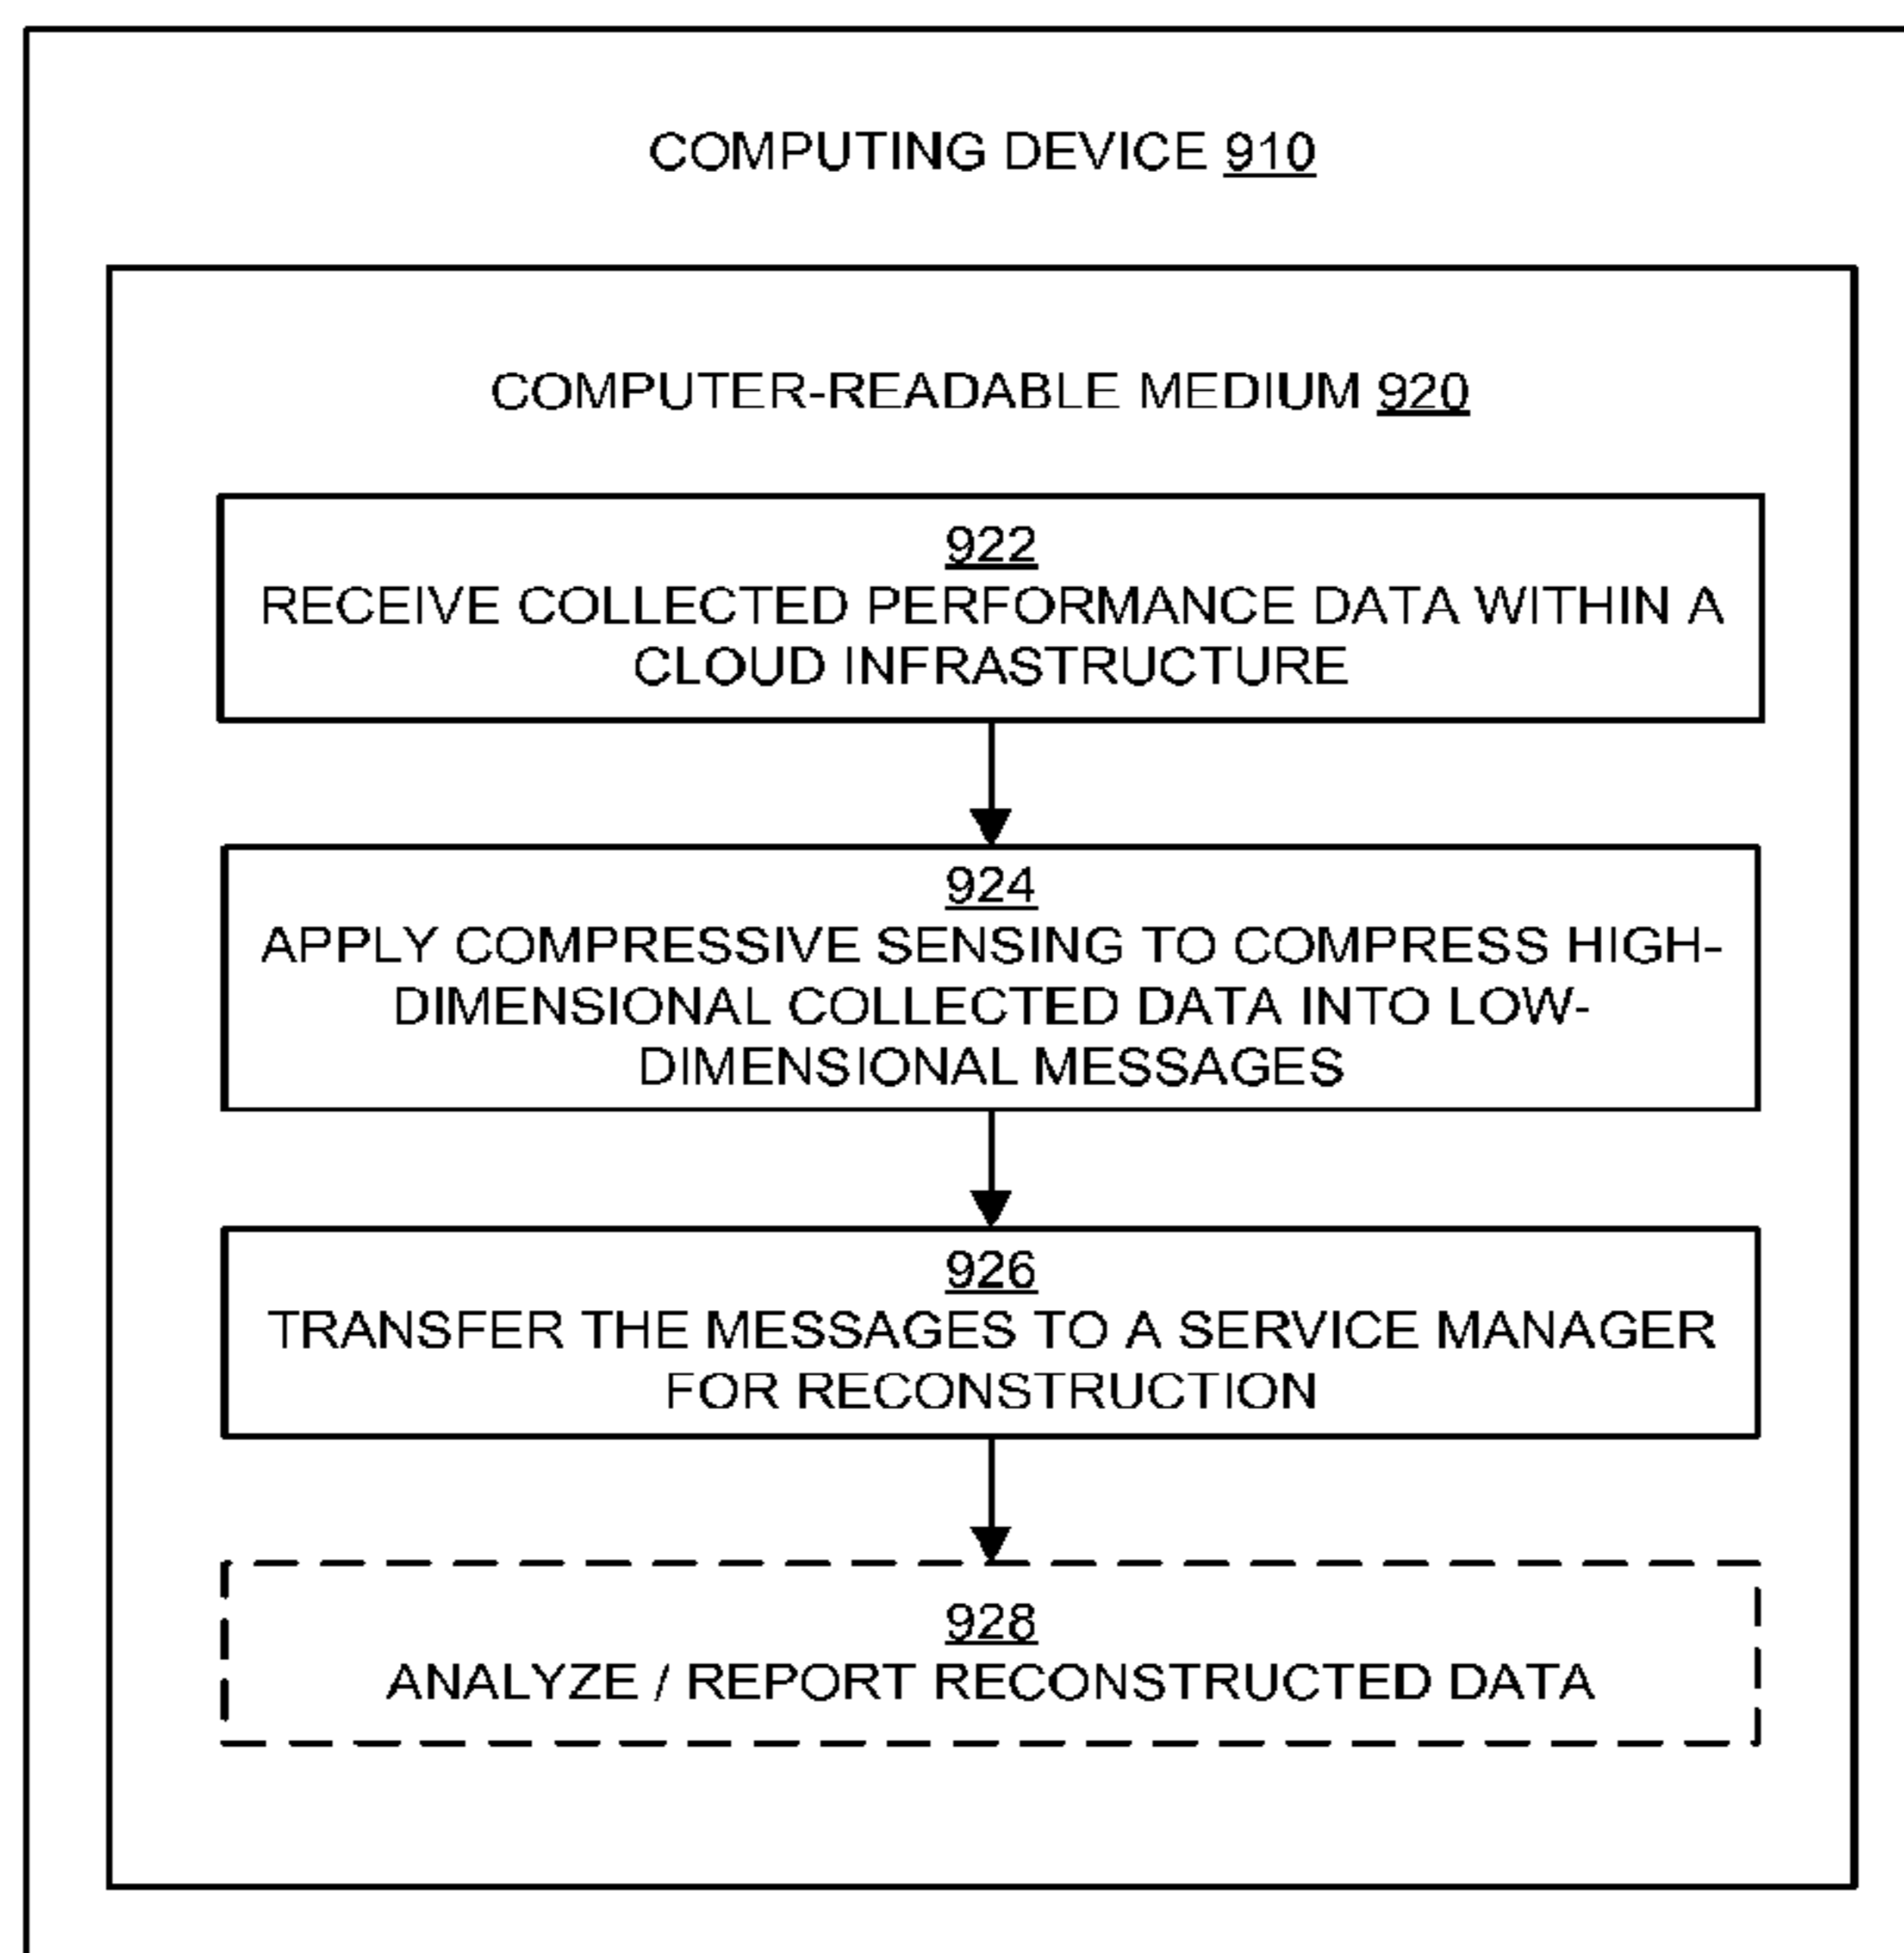 COMPUTING DEVICE 910
COMPUTER-READABLE MEDIUM 920
922
RECEIVE COLLECTED PERFORMANCE DATA WITHIN A
CLOUD INFRASTRUCTURE
924
APPLY COMPRESSIVE SENSING TO COMPRESS HIGH-
DIMENSIONAL COLLECTED DATA INTO LOW-
DIMENSIONAL MESSAGES
926
TRANSFER THE MESSAGES TO A SERVICE MANAGER
FOR RECONSTRUCTION
928
ANALYZE / REPORT RECONSTRUCTED DATA